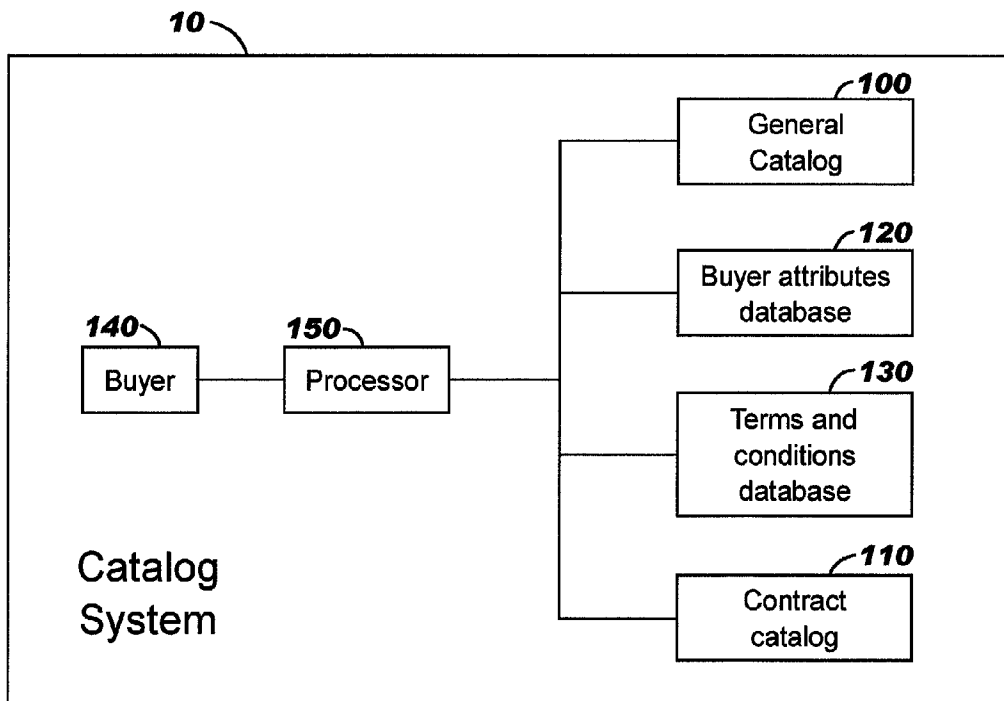 10
100
General
Catalog
120
Buyer attributes
database
140
Buyer
150
Processor
130
Terms and
conditions
database
Catalog
System
110
Contract
catalog